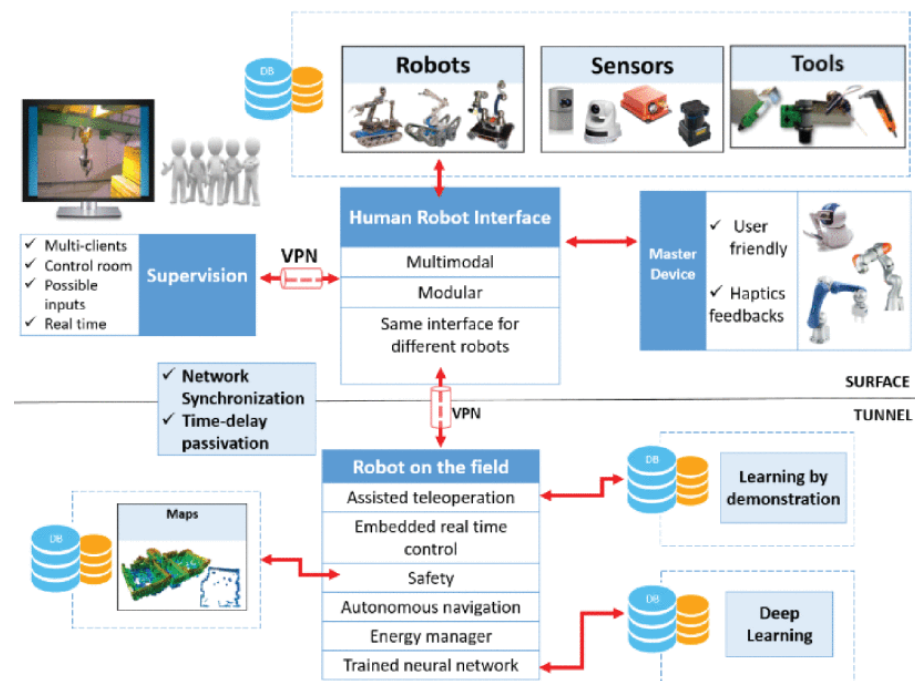 DB
Robots
Sensors
Tools
Human Robot Interface
Multimodal
Modular
Same interface for
different robots
✓ Multi-clients
✓ Control room
✓ Possible
inputs
✓ Real time
Supervision
VPN
Master
Device
✓ User
friendly
✓ Haptics
feedbacks
✓ Network
Synchronization
✓ Time-delay
passivation
VPN
SURFACE
TUNNEL
Robot on the field
Assisted teleoperation
Embedded real time
control
Safety
Autonomous navigation
Energy manager
Trained neural network
DB
Maps
DB
Learning by
demonstration
DB
Deep
Learning